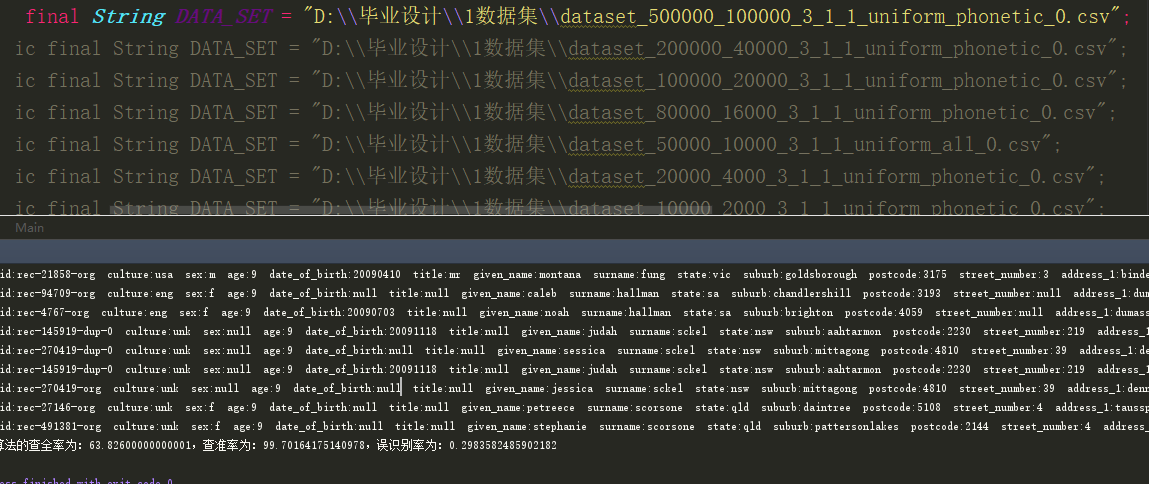 final String DATA_SET = "D:\\毕业设计\\1数据集\\dataset_500000_100000_3_1_1_uniform_phonetic_0.csv";
ic final String DATA_SET = "D:\\毕业设计\\1数据集\\dataset_200000_40000_3_1_1_uniform_phonetic_0.csv";
ic final String DATA_SET = "D:\\毕业设计\\1数据集\\dataset_100000_20000_3_1_1_uniform_phonetic_0.csv";
ic final String DATA_SET = "D:\\毕业设计\\1数据集\\dataset_80000_16000_3_1_1_uniform_phonetic_0.csv";
ic final String DATA_SET = "D:\\毕业设计\\1数据集\\dataset_50000_10000_3_1_1_uniform_all_0.csv";
ic final String DATA_SET = "D:\\毕业设计\\1数据集\\dataset_20000_4000_3_1_1_uniform_phonetic_0.csv";
ic final String DATA_SET = "D:\\毕业设计\\1数据集\\dataset_10000_2000_3_1_1_uniform_phonetic_0.csv";
Main
id:rec-21858-org culture:usa sex:m age:9 date_of_birth:20090410 title:mr given_name:montana surname:fung state:vic suburb:goldsborough postcode:3175 street_number:3 address_1:binde
id:rec-94709-org culture:eng sex:f age:9 date_of_birth:null title:null given_name:caleb surname:hallman state:sa suburb:chandlershill postcode:3193 street_number:null address_1:dum
id:rec-4767-org culture:eng sex:f age:9 date_of_birth:20090703 title:null given_name:noah surname:hallman state:sa suburb:brighton postcode:4059 street_number:null address_1:dumass
id:rec-145919-dup-0 culture:unk sex:null age:9 date_of_birth:20091118 title:null given_name:judah surname:sckel state:nsw suburb:aahtarmon postcode:2230 street_number:219 address_1
id:rec-270419-dup-0 culture:unk sex:null age:9 date_of_birth:null title:null given_name:sessica surname:sckel state:nsw suburb:mittagong postcode:4810 street_number:39 address_1:de
id:rec-145919-dup-0 culture:unk sex:null age:9 date_of_birth:20091118 title:null given_name:judah surname:sckel state:nsw suburb:aahtarmon postcode:2230 street_number:219 address_1
id:rec-270419-org culture:unk sex:null age:9 date_of_birth:null title:null given_name:jessica surname:sckel state:nsw suburb:mittagong postcode:4810 street_number:39 address_1:denn
id:rec-27146-org culture:unk sex:f age:9 date_of_birth:null title:null given_name:petreece surname:scorsone state:qld suburb:daintree postcode:5108 street_number:4 address_1:taussp
id:rec-491381-org culture:unk sex:f age:9 date_of_birth:null title:null given_name:stephanie surname:scorsone state:qld suburb:pattersonlakes postcode:2144 street_number:4 address_
算法的查全率为: 63.82600000000001, 查准率为: 99.70164175140978, 误识别率为: 0.2983582485902182
ess finished with exit code 0